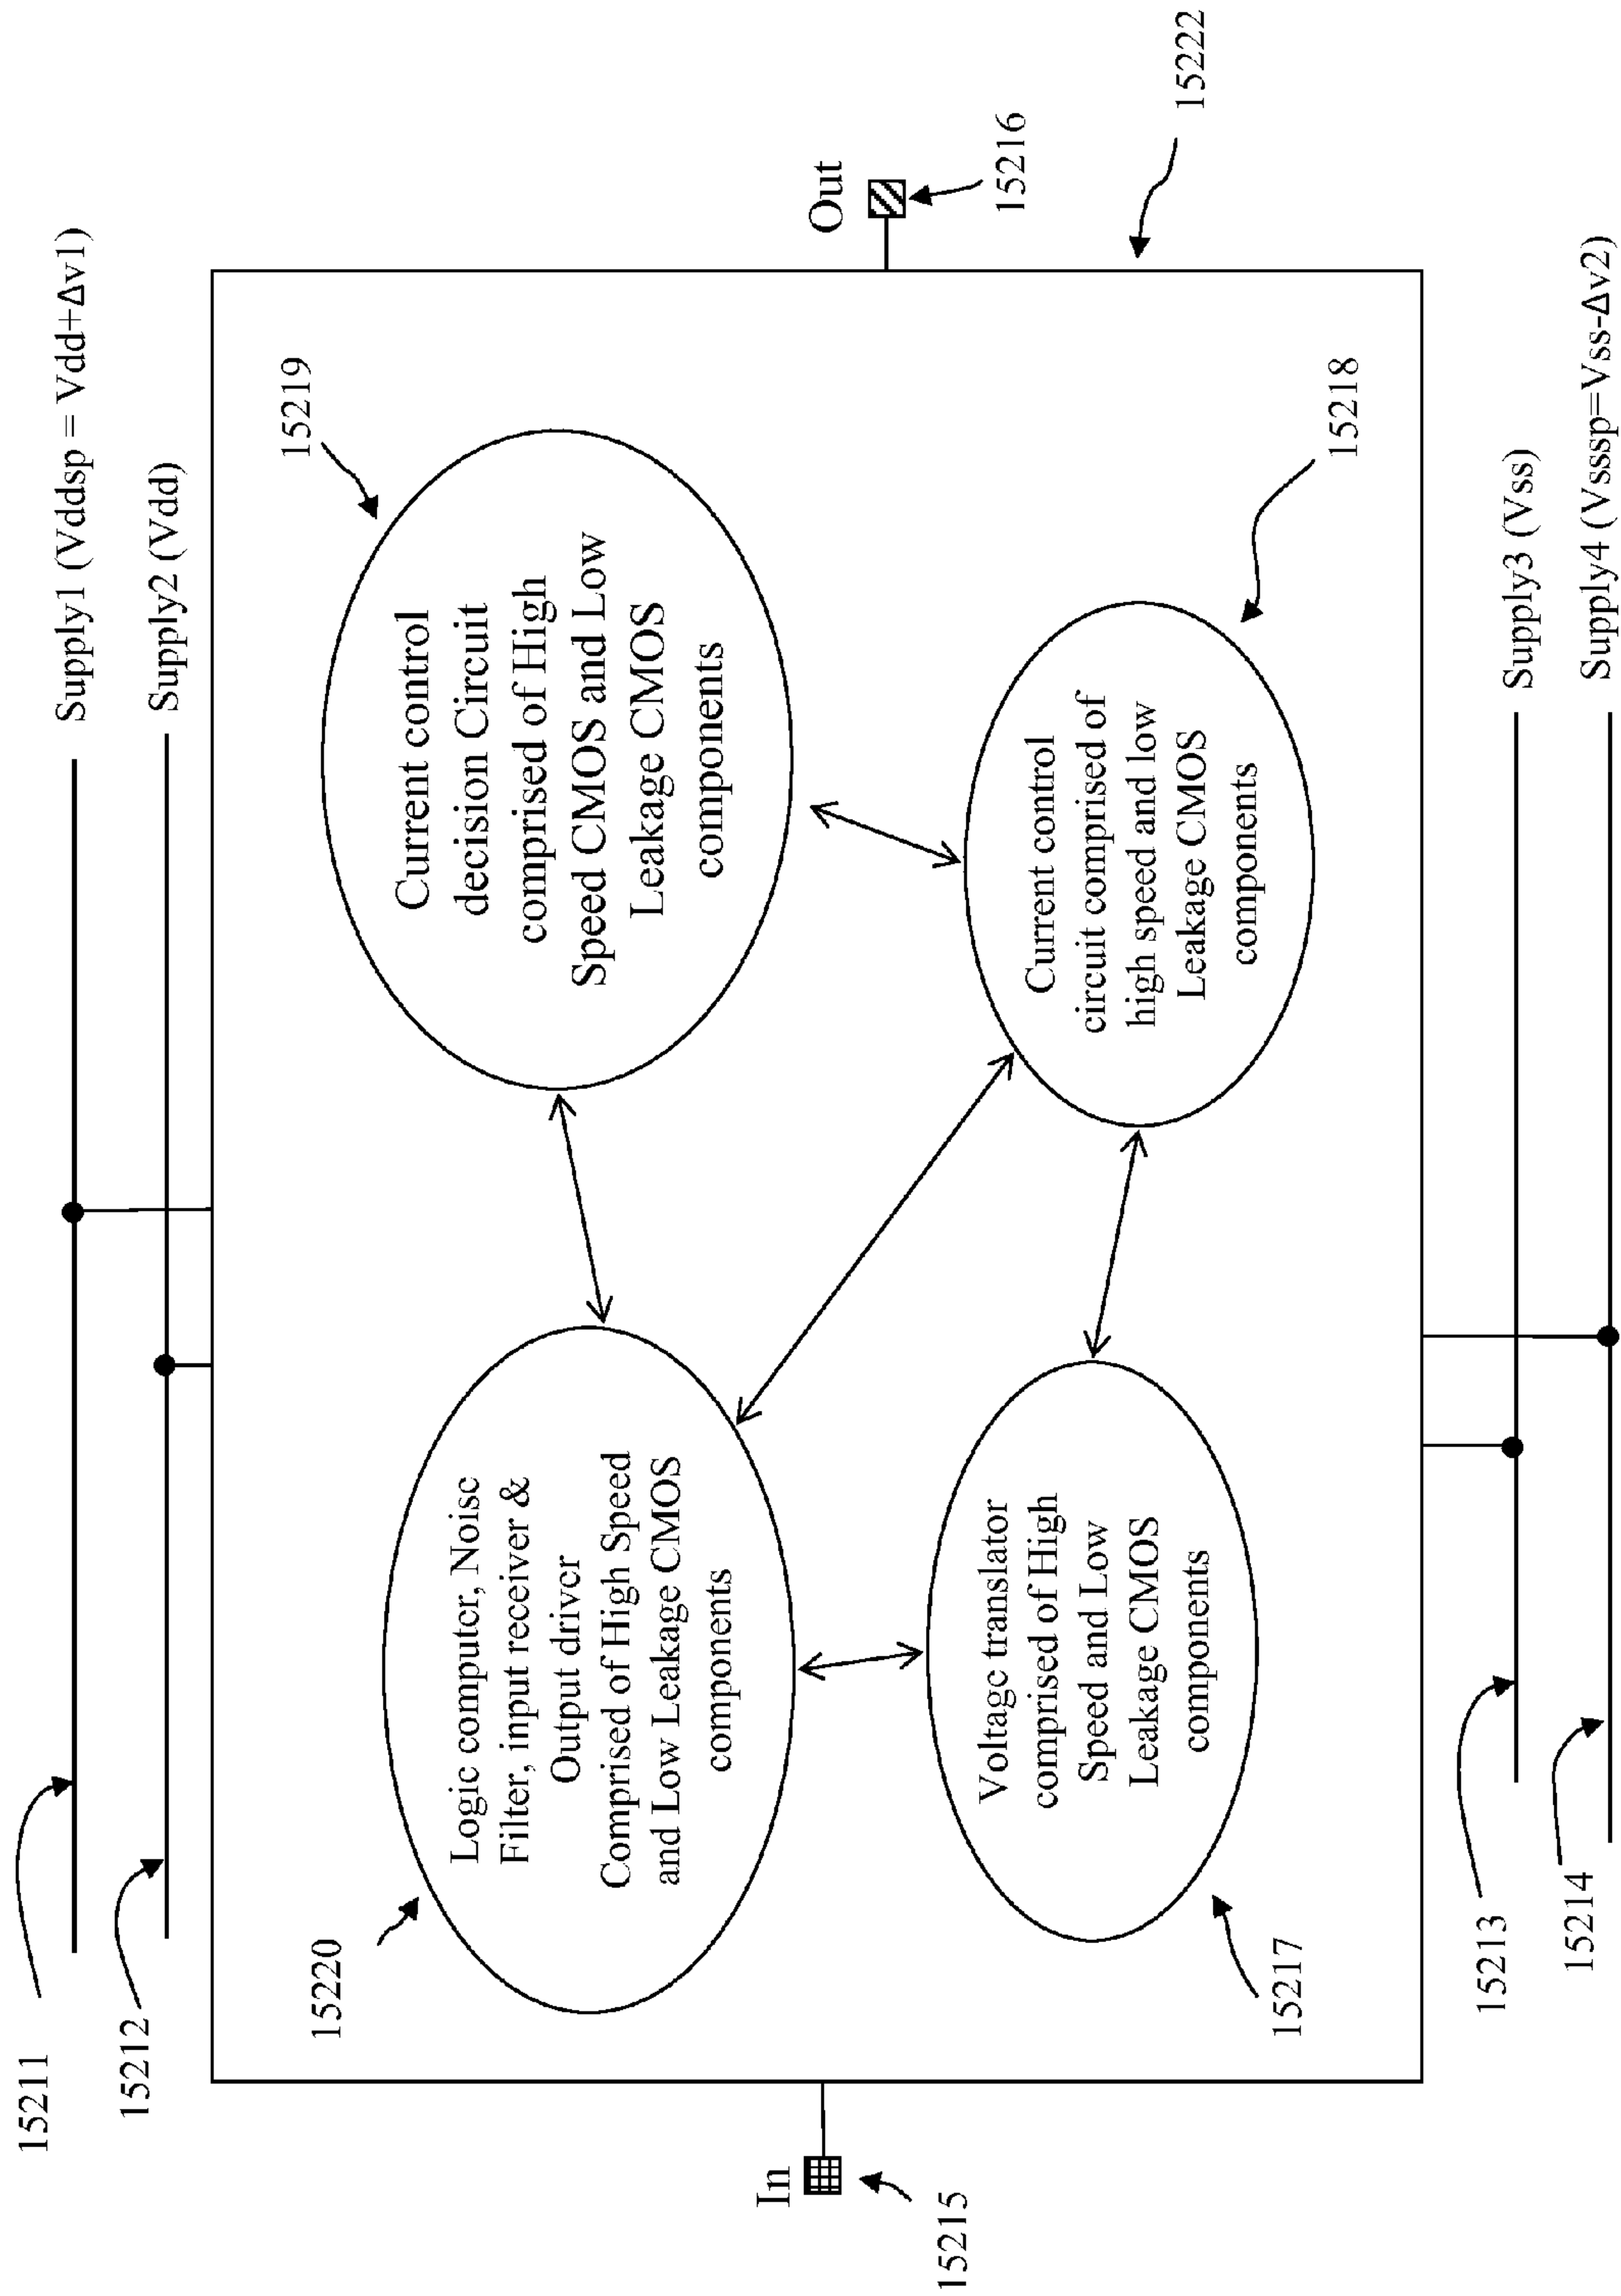 15211
Supply1 (Vddsp = Vdd+Δv1)
15212
Supply2 (Vdd)
15220
Logic computer, Noise
Filter, input receiver &
Output driver
Comprised of High Speed
and Low Leakage CMOS
components
15219
Current control
decision Circuit
comprised of High
Speed CMOS and Low
Leakage CMOS
components
In
15215
Out
15216
15217
Voltage translator
comprised of High
Speed and Low
Leakage CMOS
components
15218
Current control
circuit comprised of
high speed and low
Leakage CMOS
components
15222
15213
Supply3 (Vss)
15214
Supply4 (Vsssp=Vss-Δv2)